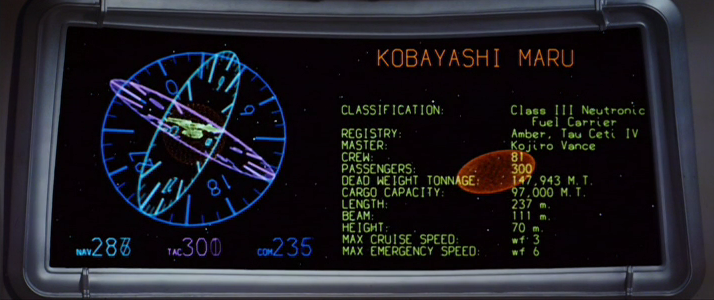 KOBAYASHI MARU
CLASSIFICATION: Class III Neutronic
Fuel Carrier
REGISTRY: Amber, Tau Ceti IV
MASTER: Kojiro Vance
CREW: 81
PASSENGERS: 300
DEAD WEIGHT TONNAGE: 147,943 M.T.
CARGO CAPACITY: 97,000 M.T.
LENGTH: 237 m.
BEAM: 111 m.
HEIGHT: 70 m.
MAX CRUISE SPEED: wf 3
MAX EMERGENCY SPEED: wf 6
NAV TAC COM 235